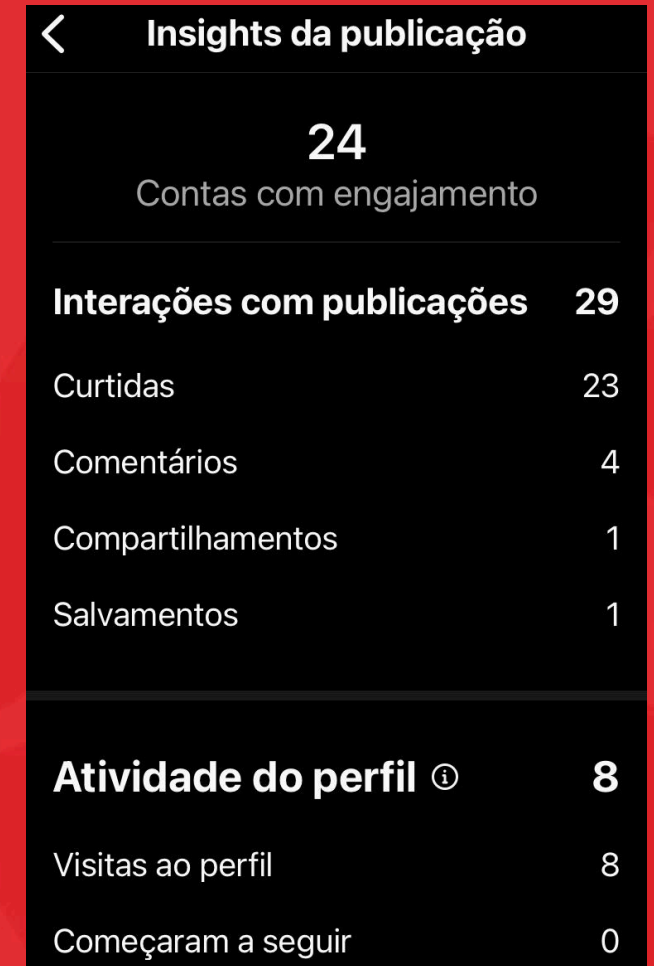 Insights da publicação
24
Contas com engajamento
Interações com publicações 29
Curtidas 23
Comentários 4
Compartilhamentos 1
Salvamentos 1
Atividade do perfil 8
Visitas ao perfil 8
Começaram a seguir 0